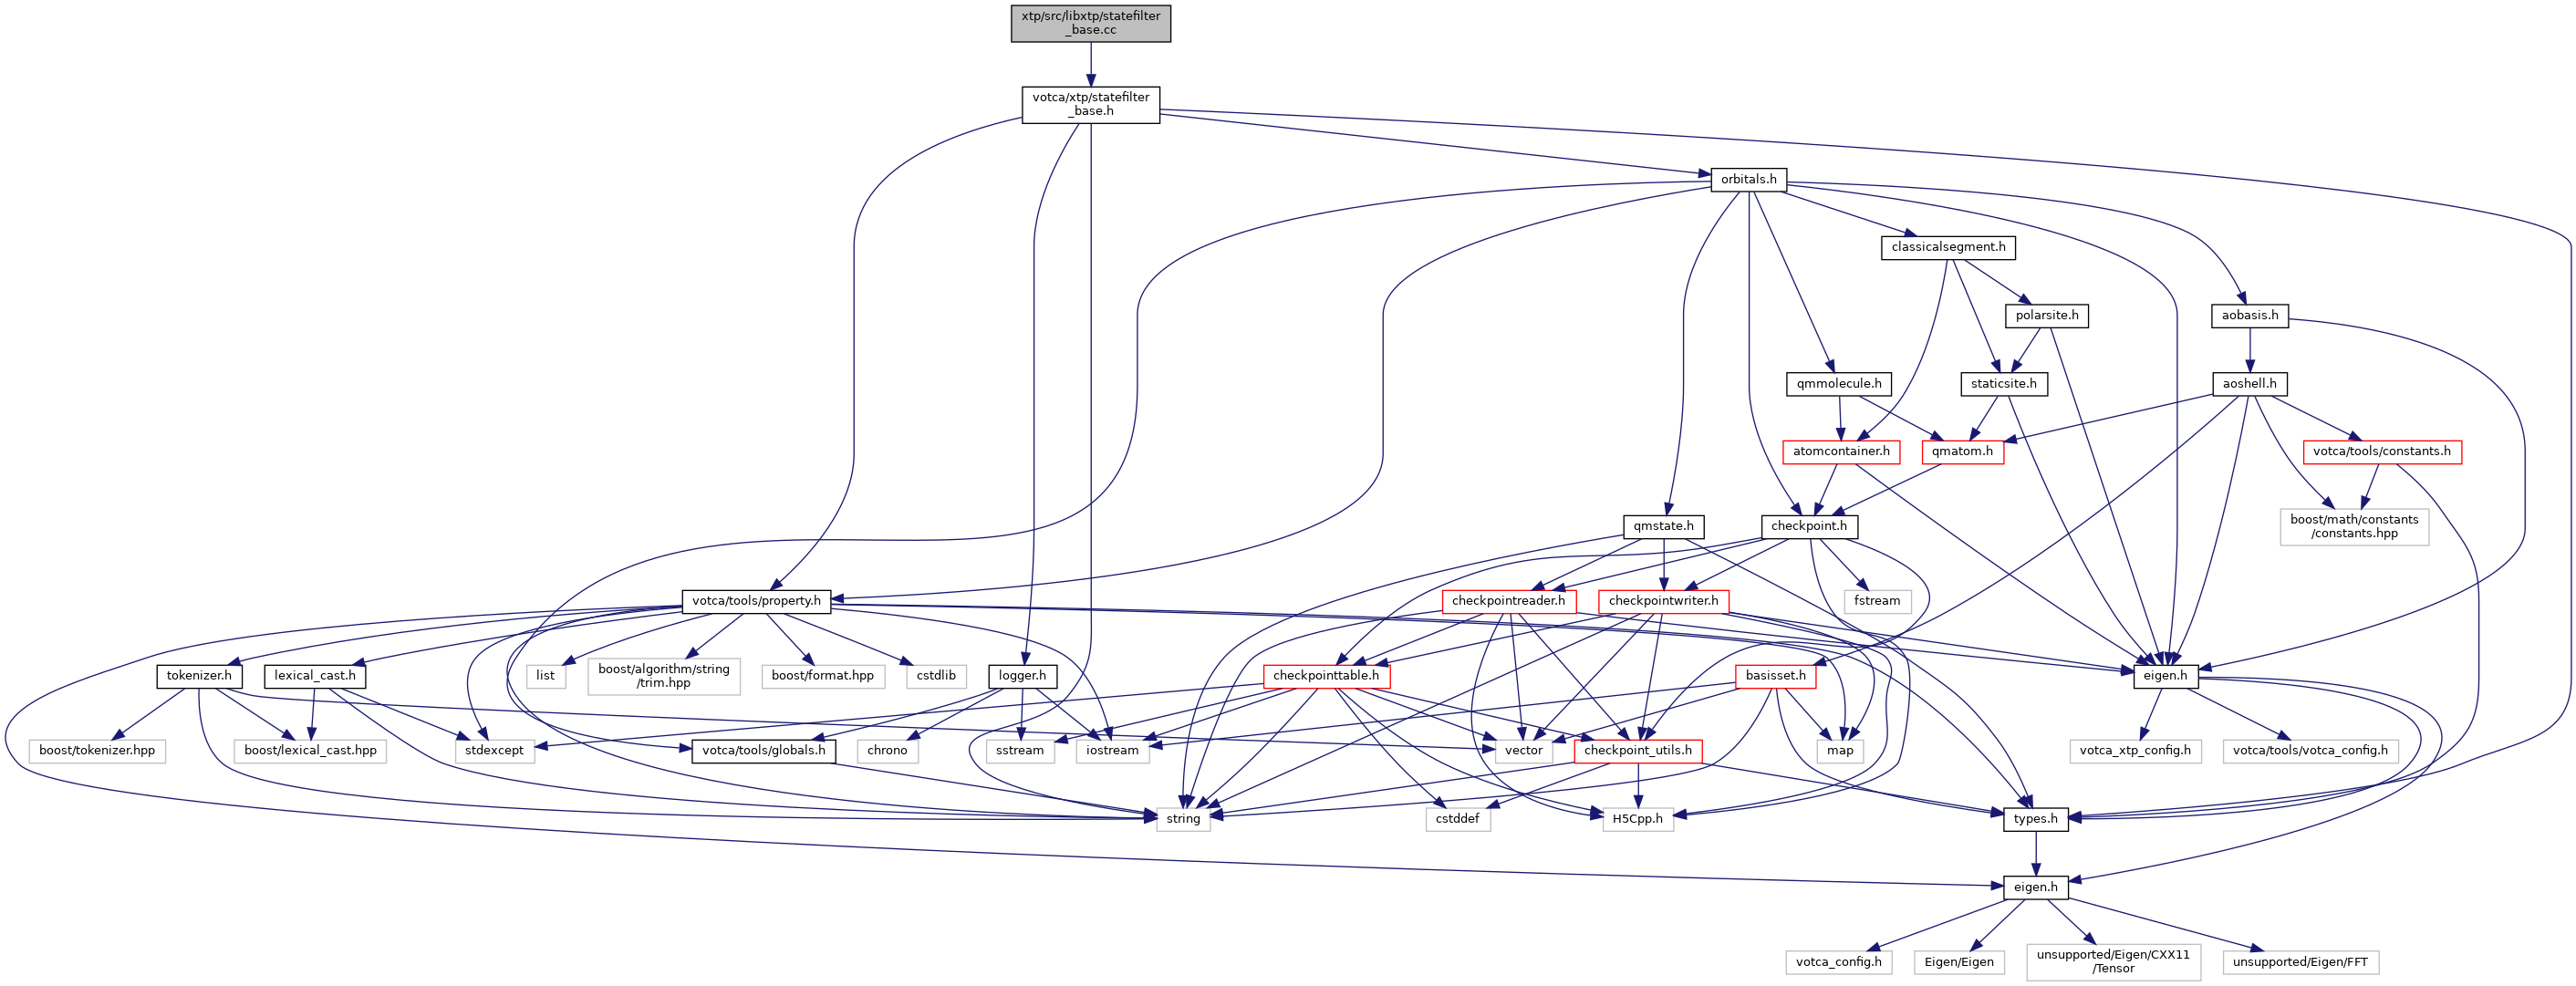 xtp/src/libxtp/statefilter
_base.cc
votca/xtp/statefilter
_base.h
orbitals.h
classicalsegment.h
polarsite.h
aobasis.h
qmmolecule.h
staticsite.h
aoshell.h
atomcontainer.h
qmatom.h
votca/tools/constants.h
qmstate.h
checkpoint.h
boost/math/constants
/constants.hpp
votca/tools/property.h
checkpointreader.h
checkpointwriter.h
fstream
tokenizer.h
lexical_cast.h
list
boost/algorithm/string
/trim.hpp
boost/format.hpp
cstdlib
logger.h
checkpointtable.h
basisset.h
eigen.h
boost/tokenizer.hpp
boost/lexical_cast.hpp
stdexcept
votca/tools/globals.h
chrono
sstream
iostream
vector
checkpoint_utils.h
map
votca_xtp_config.h
votca/tools/votca_config.h
string
cstddef
H5Cpp.h
types.h
eigen.h
votca_config.h
Eigen/Eigen
unsupported/Eigen/CXX11
/Tensor
unsupported/Eigen/FFT